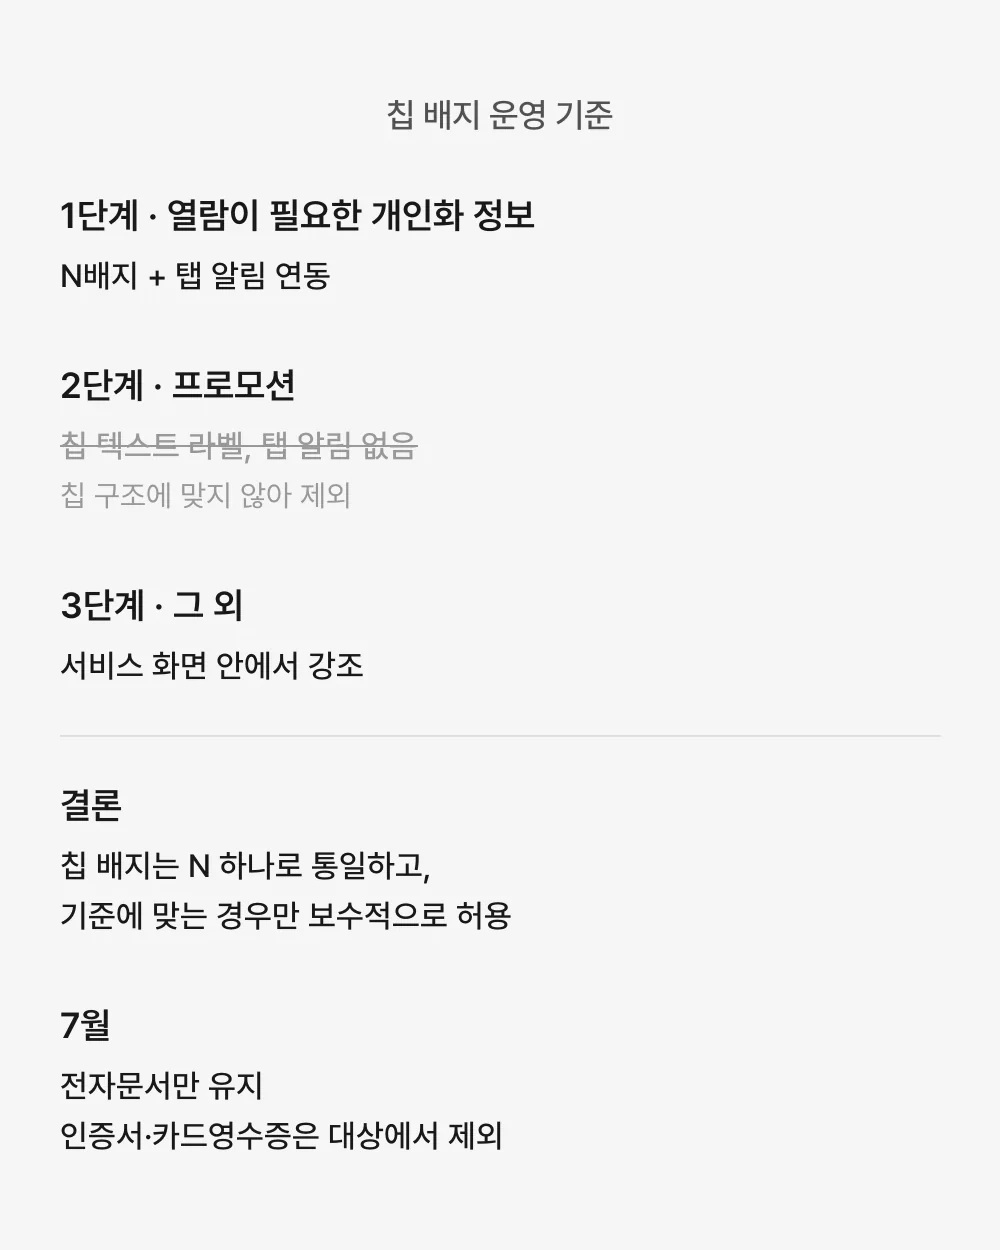 칩 배지 운영 기준
1단계 · 열람이 필요한 개인화 정보
N배지 + 탭 알림 연동
2단계 · 프로모션
칩 텍스트 라벨, 탭 알림 없음
칩 구조에 맞지 않아 제외
3단계 · 그 외
서비스 화면 안에서 강조
결론
칩 배지는 N 하나로 통일하고,
기준에 맞는 경우만 보수적으로 허용
7월
전자문서만 유지
인증서·카드영수증은 대상에서 제외